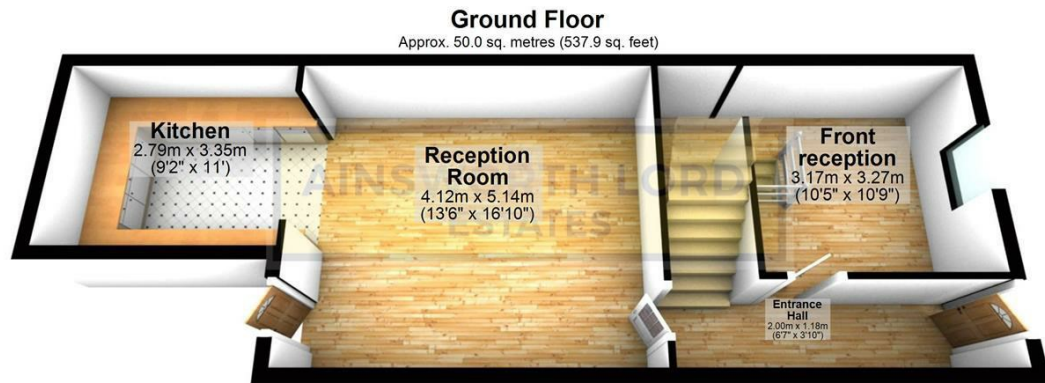 Ground Floor
Approx. 50.0 sq. metres (537.9 sq. feet)
Kitchen
2.79m x 3.35m
(9'2" x 11')
Reception
Room
4.12m x 5.14m
(13'6" x 16'10")
Front
reception
3.17m x 3.27m
(10'5" x 10'9")
Entrance
Hall
2.00m x 1.18m
(6'7" x 3'10")
AINSWORTH LORD
ESTATES